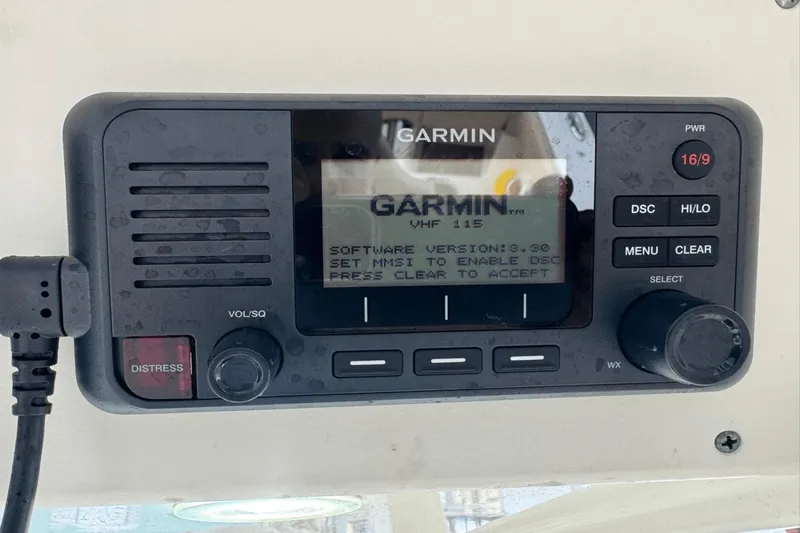 GARMIN
PWR
16/9
GARMIN™
VHF 115
SOFTWARE VERSION:3.30
SET MMSI TO ENABLE DSC
PRESS CLEAR TO ACCEPT
DSC HI/LO
MENU CLEAR
SELECT
VOL/SQ
DISTRESS
WX